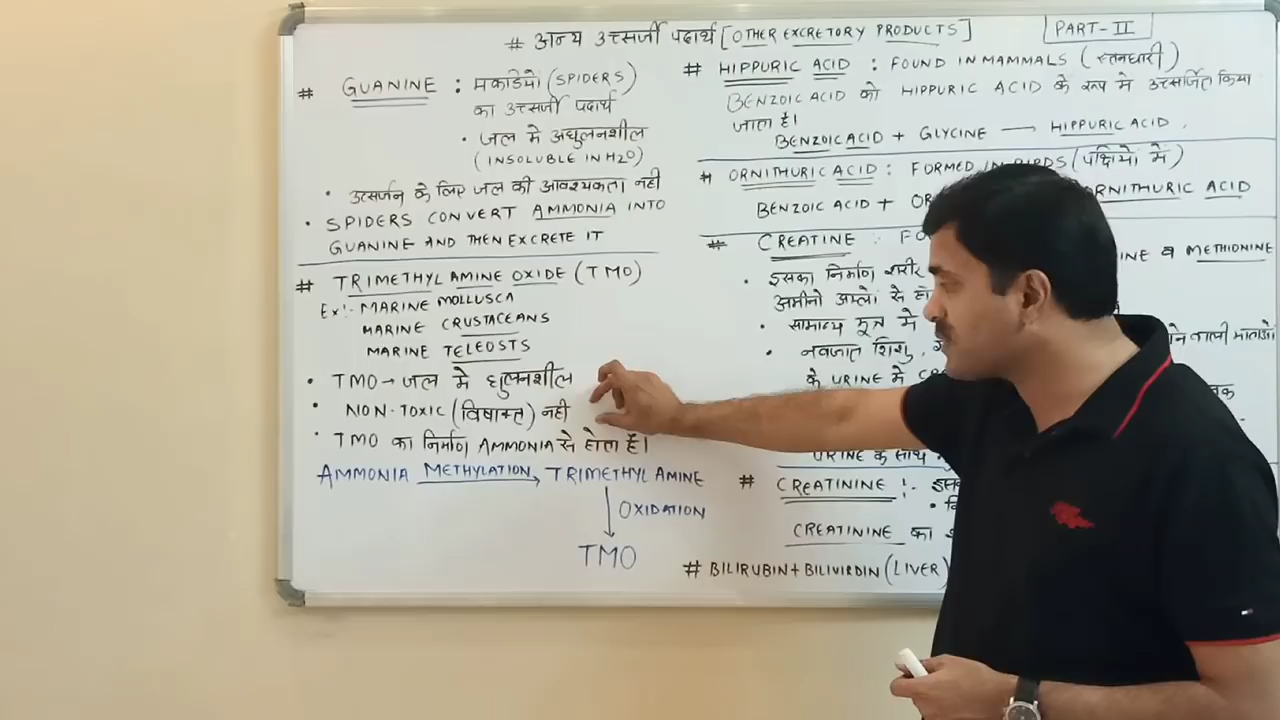 # अन्य उत्सर्जी पदार्थ [OTHER EXCRETORY PRODUCTS]
PART-II
# GUANINE : मकडियो (SPIDERS)
का उत्सर्जी पदार्थ
• जल मे अघुलनशील
(INSOLUBLE IN H2O)
• उत्सर्जन के लिए जल की आवश्यकता नही
• SPIDERS CONVERT AMMONIA INTO
GUANINE AND THEN EXCRETE IT
# TRIMETHYL AMINE OXIDE (TMO)
Ex:- MARINE MOLLUSCA
MARINE CRUSTACEANS
MARINE TELEOSTS
• TMO → जल मे घुलनशील
• NON-TOXIC (विषाक्त) नही
• TMO का निर्माण AMMONIA से होता है।
AMMONIA METHYLATION → TRIMETHYL AMINE
↓ OXIDATION
TMO
# HIPPURIC ACID : FOUND IN MAMMALS (स्तनधारी)
BENZOIC ACID को HIPPURIC ACID के रूप मे उत्सर्जित किया
जाता है।
BENZOIC ACID + GLYCINE — HIPPURIC ACID.
# ORNITHURIC ACID : FORMED IN BIRDS (पक्षियो मे)
BENZOIC ACID + OR ORNITHURIC ACID
# CREATINE : FO INE व METHIONINE
• इसका निर्माण शरीर
अमीनो अम्लो से हो
• सामान्य मूत्र मे
• नवजात शिशु, वाली माताओ
के URINE मे
URINE के साथ
# CREATININE :- इस
CREATININE का
# BILIRUBIN + BILIVIRDIN (LIVER)